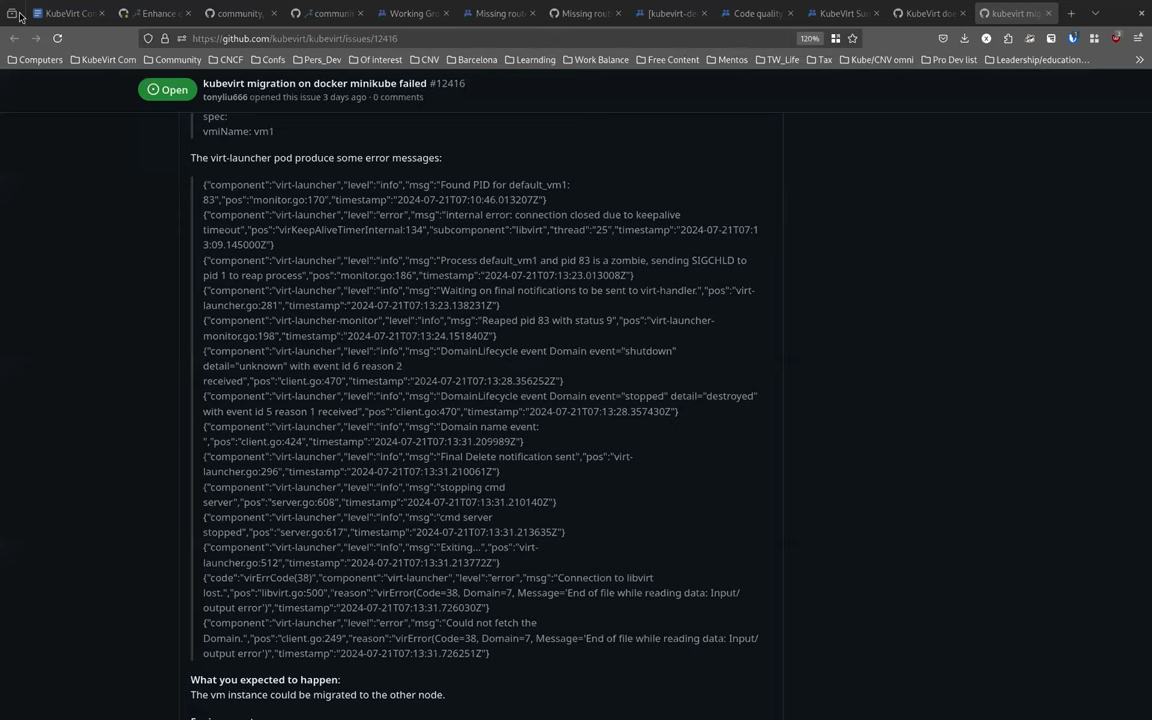 KubeVirt Co
Enhance
community,
communi
Working Gr
Missing rout
Missing rou
[kubevirt-de
Code quality
KubeVirt Su
KubeVirt doe
kubevirt mi
https://github.com/kubevirt/kubevirt/issues/12416
120%
Computers
KubeVirt Com
Community
CNCF
Confs
Pers_Dev
Of interest
CNV
Barcelona
Learnding
Work Balance
Free Content
Mentos
TW_Life
Tax
Kube/CNV omni
Pro Dev list
Leadership/education…
Open
kubevirt migration on docker minikube failed #12416
tonyliu666 opened this issue 3 days ago · 0 comments
spec:
vmiName: vm1
The virt-launcher pod produce some error messages:
{"component":"virt-launcher","level":"info","msg":"Found PID for default_vm1:
83","pos":"monitor.go:170","timestamp":"2024-07-21T07:10:46.013207Z"}
{"component":"virt-launcher","level":"error","msg":"internal error: connection closed due to keepalive
timeout","pos":"virKeepAliveTimerInternal:134","subcomponent":"libvirt","thread":"25","timestamp":"2024-07-21T07:1
3:09.145000Z"}
{"component":"virt-launcher","level":"info","msg":"Process default_vm1 and pid 83 is a zombie, sending SIGCHLD to
pid 1 to reap process","pos":"monitor.go:186","timestamp":"2024-07-21T07:13:23.013008Z"}
{"component":"virt-launcher","level":"info","msg":"Waiting on final notifications to be sent to virt-handler.","pos":"virt-
launcher.go:281","timestamp":"2024-07-21T07:13:23.138231Z"}
{"component":"virt-launcher-monitor","level":"info","msg":"Reaped pid 83 with status 9","pos":"virt-launcher-
monitor.go:198","timestamp":"2024-07-21T07:13:24.151840Z"}
{"component":"virt-launcher","level":"info","msg":"DomainLifecycle event Domain event="shutdown"
detail="unknown" with event id 6 reason 2
received","pos":"client.go:470","timestamp":"2024-07-21T07:13:28.356252Z"}
{"component":"virt-launcher","level":"info","msg":"DomainLifecycle event Domain event="stopped" detail="destroyed"
with event id 5 reason 1 received","pos":"client.go:470","timestamp":"2024-07-21T07:13:28.357430Z"}
{"component":"virt-launcher","level":"info","msg":"Domain name event:
","pos":"client.go:424","timestamp":"2024-07-21T07:13:31.209989Z"}
{"component":"virt-launcher","level":"info","msg":"Final Delete notification sent","pos":"virt-
launcher.go:296","timestamp":"2024-07-21T07:13:31.210061Z"}
{"component":"virt-launcher","level":"info","msg":"stopping cmd
server","pos":"server.go:608","timestamp":"2024-07-21T07:13:31.210140Z"}
{"component":"virt-launcher","level":"info","msg":"cmd server
stopped","pos":"server.go:617","timestamp":"2024-07-21T07:13:31.213635Z"}
{"component":"virt-launcher","level":"info","msg":"Exiting...","pos":"virt-
launcher.go:512","timestamp":"2024-07-21T07:13:31.213772Z"}
{"code":"virErrCode(38)","component":"virt-launcher","level":"error","msg":"Connection to libvirt
lost.","pos":"libvirt.go:500","reason":"virError(Code=38, Domain=7, Message='End of file while reading data: Input/
output error')","timestamp":"2024-07-21T07:13:31.726030Z"}
{"component":"virt-launcher","level":"error","msg":"Could not fetch the
Domain.","pos":"client.go:249","reason":"virError(Code=38, Domain=7, Message='End of file while reading data: Input/
output error')","timestamp":"2024-07-21T07:13:31.726251Z"}
What you expected to happen:
The vm instance could be migrated to the other node.